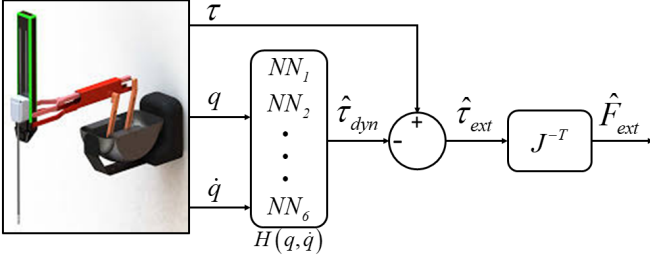 τ
q
q̇
NN₁
NN₂
NN₆
H(q, q̇)
τ̂dyn
+
-
τ̂ext
J⁻ᵀ
F̂ext